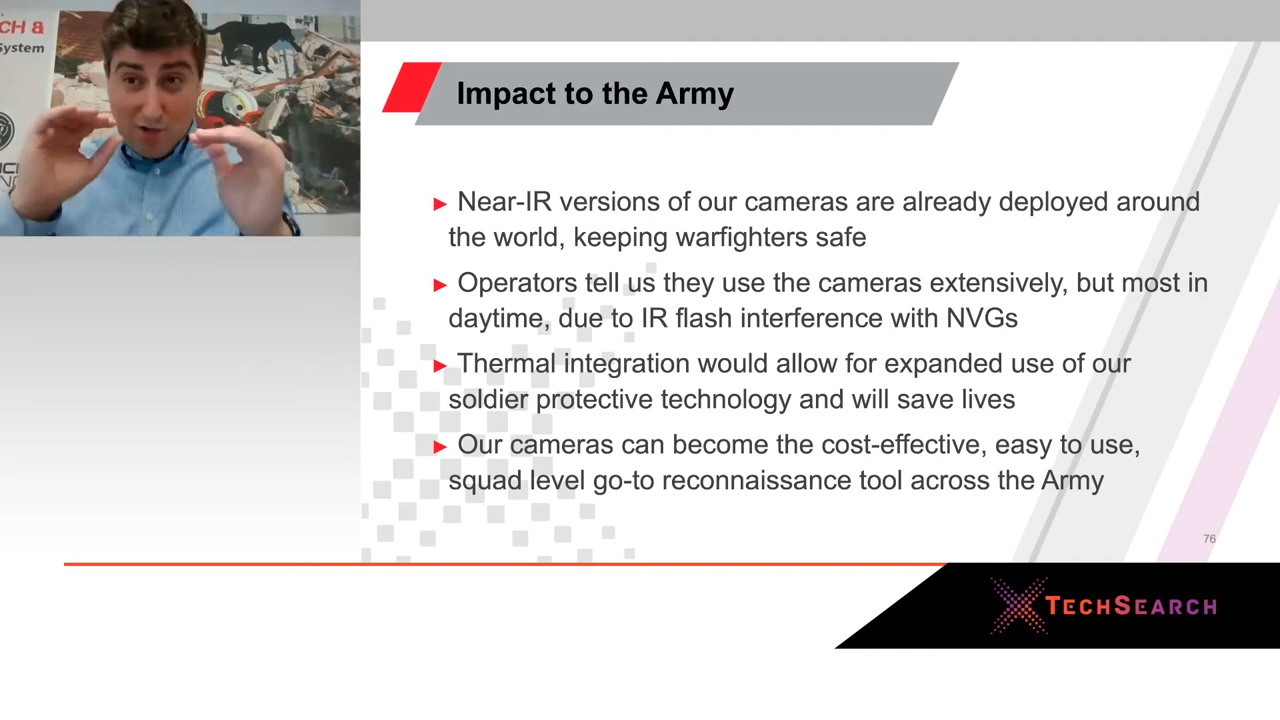 CH &
System
Impact to the Army
► Near-IR versions of our cameras are already deployed around
the world, keeping warfighters safe
► Operators tell us they use the cameras extensively, but most in
daytime, due to IR flash interference with NVGs
► Thermal integration would allow for expanded use of our
soldier protective technology and will save lives
► Our cameras can become the cost-effective, easy to use,
squad level go-to reconnaissance tool across the Army
76
XTECHSEARCH